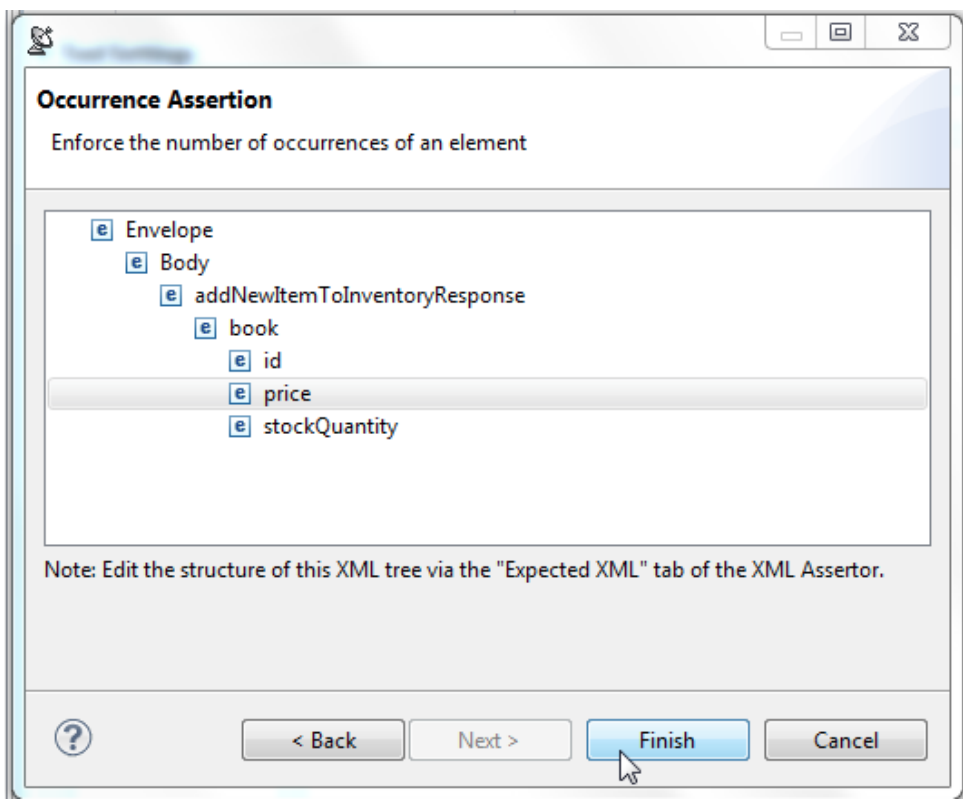 Occurrence Assertion
Enforce the number of occurrences of an element
e Envelope
e Body
e addNewItemToInventoryResponse
e book
e id
e price
e stockQuantity
Note: Edit the structure of this XML tree via the "Expected XML" tab of the XML Assertor.
? < Back Next > Finish Cancel